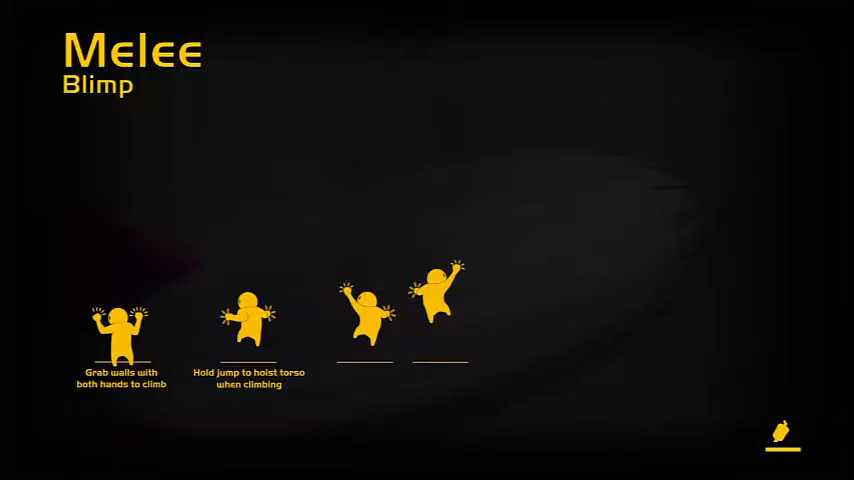 Melee
Blimp
Grab walls with
both hands to climb
Hold jump to hoist torso
when climbing